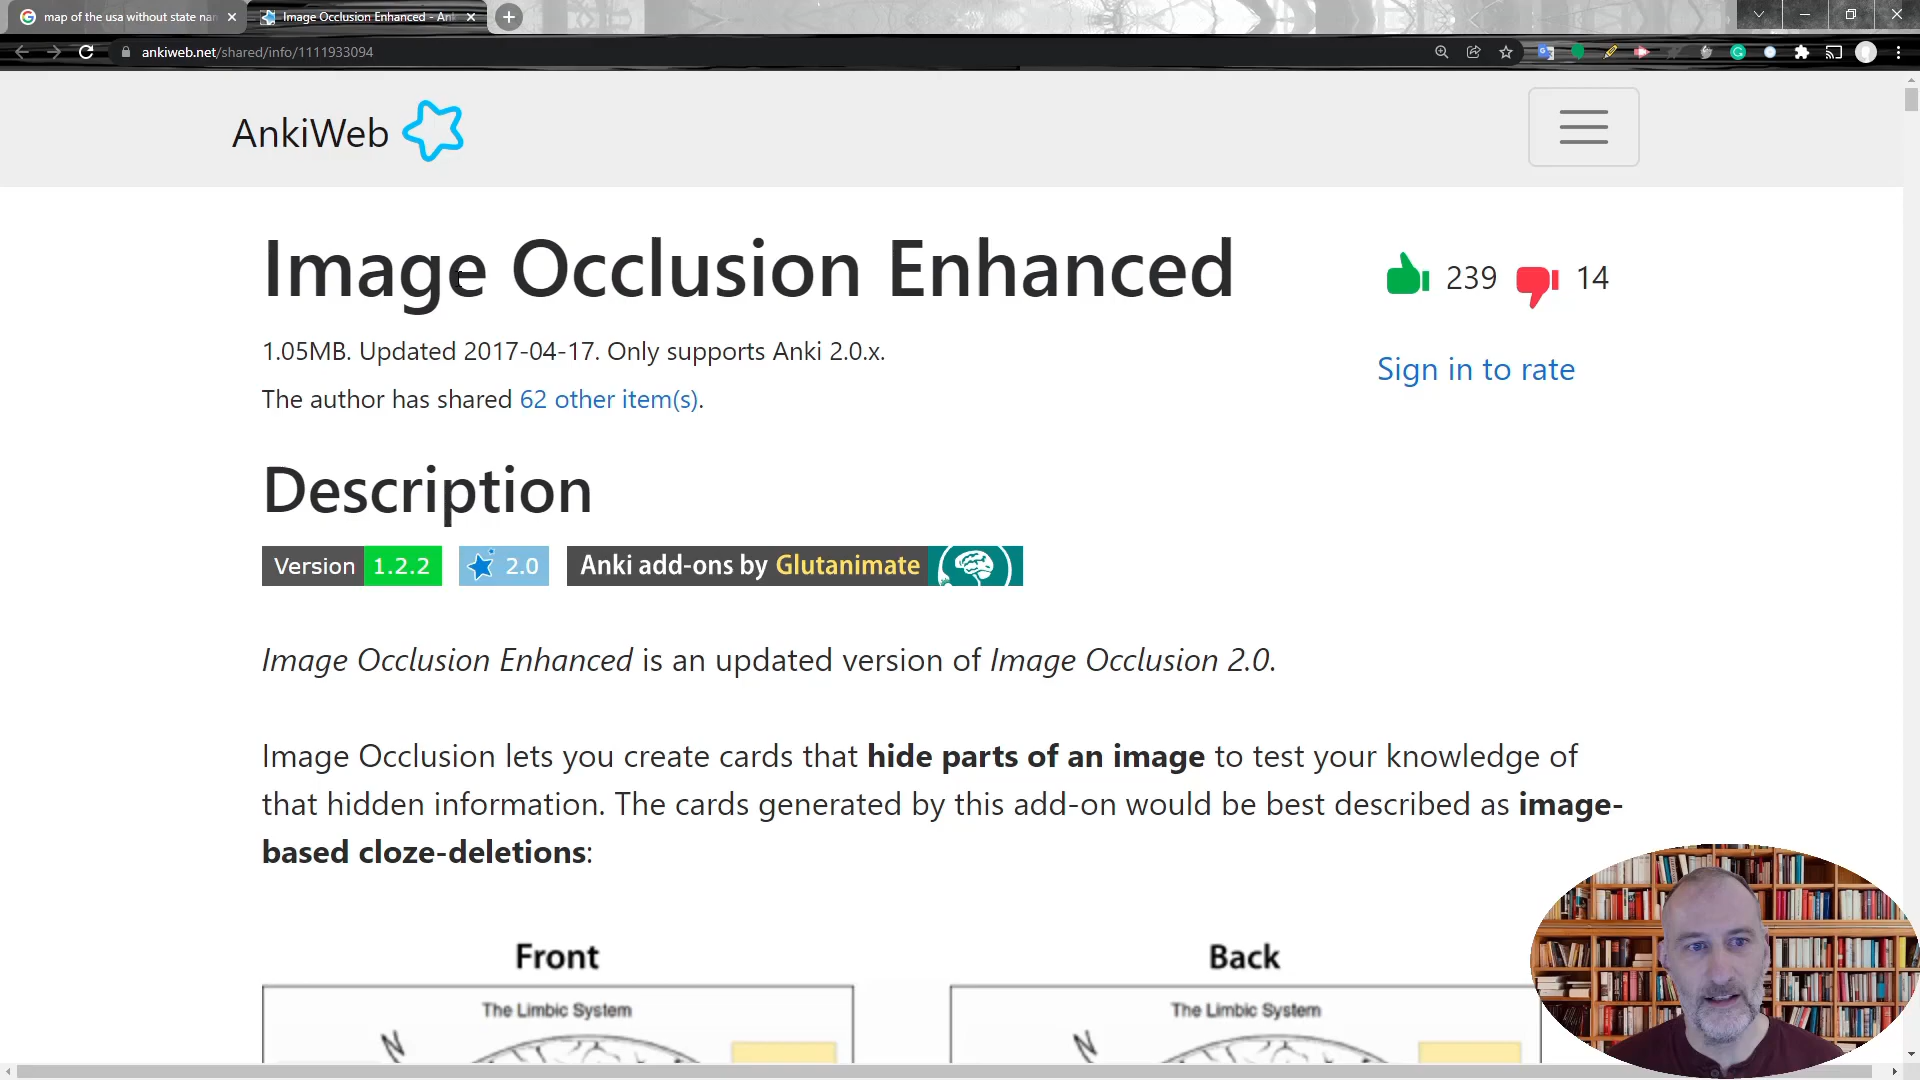 map of the usa without state na
Image Occlusion Enhanced - An
ankiweb.net/shared/info/1111933094
AnkiWeb
Image Occlusion Enhanced
239
14
1.05MB. Updated 2017-04-17. Only supports Anki 2.0.x.
Sign in to rate
The author has shared 62 other item(s).
Description
Version 1.2.2
2.0
Anki add-ons by Glutanimate
Image Occlusion Enhanced is an updated version of Image Occlusion 2.0.
Image Occlusion lets you create cards that hide parts of an image to test your knowledge of
that hidden information. The cards generated by this add-on would be best described as image-
based cloze-deletions:
Front
Back
The Limbic System
The Limbic System